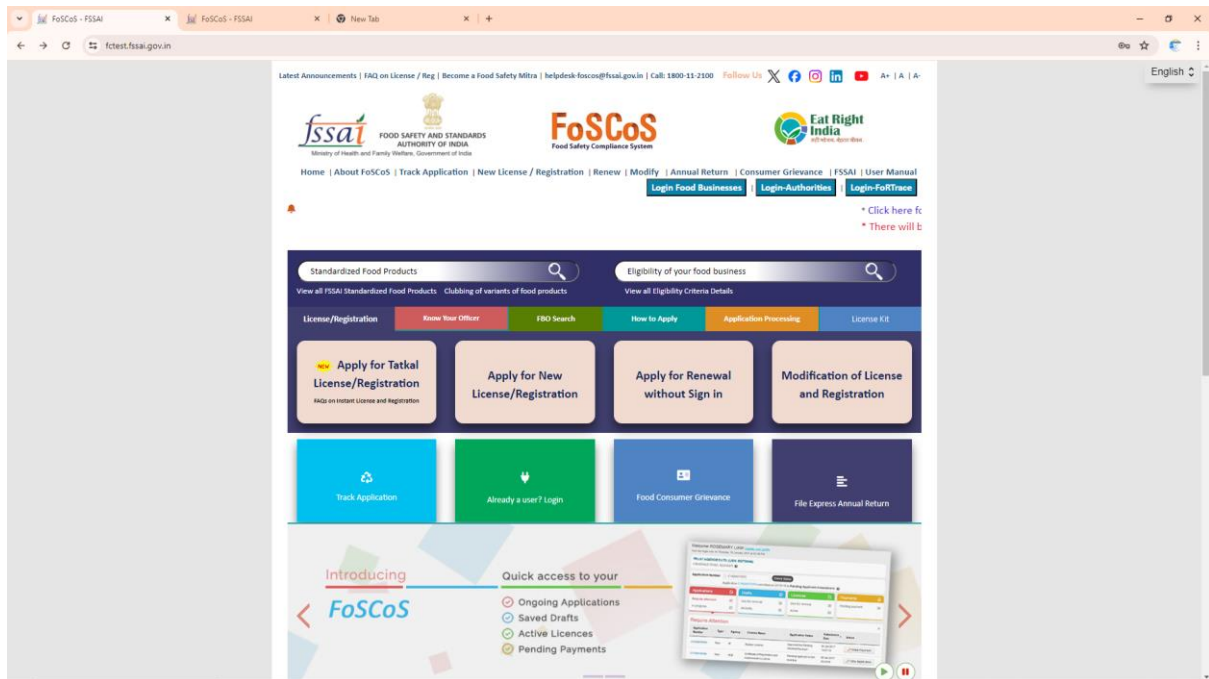 FoSCoS - FSSAI
FoSCoS - FSSAI
New Tab
fctest.fssai.gov.in
English
Latest Announcements | FAQ on License / Reg | Become a Food Safety Mitra | helpdesk-foscos@fssai.gov.in | Call: 1800-11-2100 Follow Us A+ | A | A-
fssai
FOOD SAFETY AND STANDARDS
AUTHORITY OF INDIA
Ministry of Health and Family Welfare, Government of India
FoSCoS
Food Safety Compliance System
Eat Right
India
Home | About FoSCoS | Track Application | New License / Registration | Renew | Modify | Annual Return | Consumer Grievance | FSSAI | User Manual
Login Food Businesses | Login-Authorities | Login-FoRTrace
* Click here fo
* There will b
Standardized Food Products
Eligibility of your food business
View all FSSAI Standardized Food Products Clubbing of variants of food products
View all Eligibility Criteria Details
License/Registration
Know Your Officer
FBO Search
How to Apply
Application Processing
License Kit
NEW Apply for Tatkal
License/Registration
FAQs on Instant License and Registration
Apply for New
License/Registration
Apply for Renewal
without Sign in
Modification of License
and Registration
Track Application
Already a user? Login
Food Consumer Grievance
File Express Annual Return
Introducing
FoSCoS
Quick access to your
Ongoing Applications
Saved Drafts
Active Licences
Pending Payments